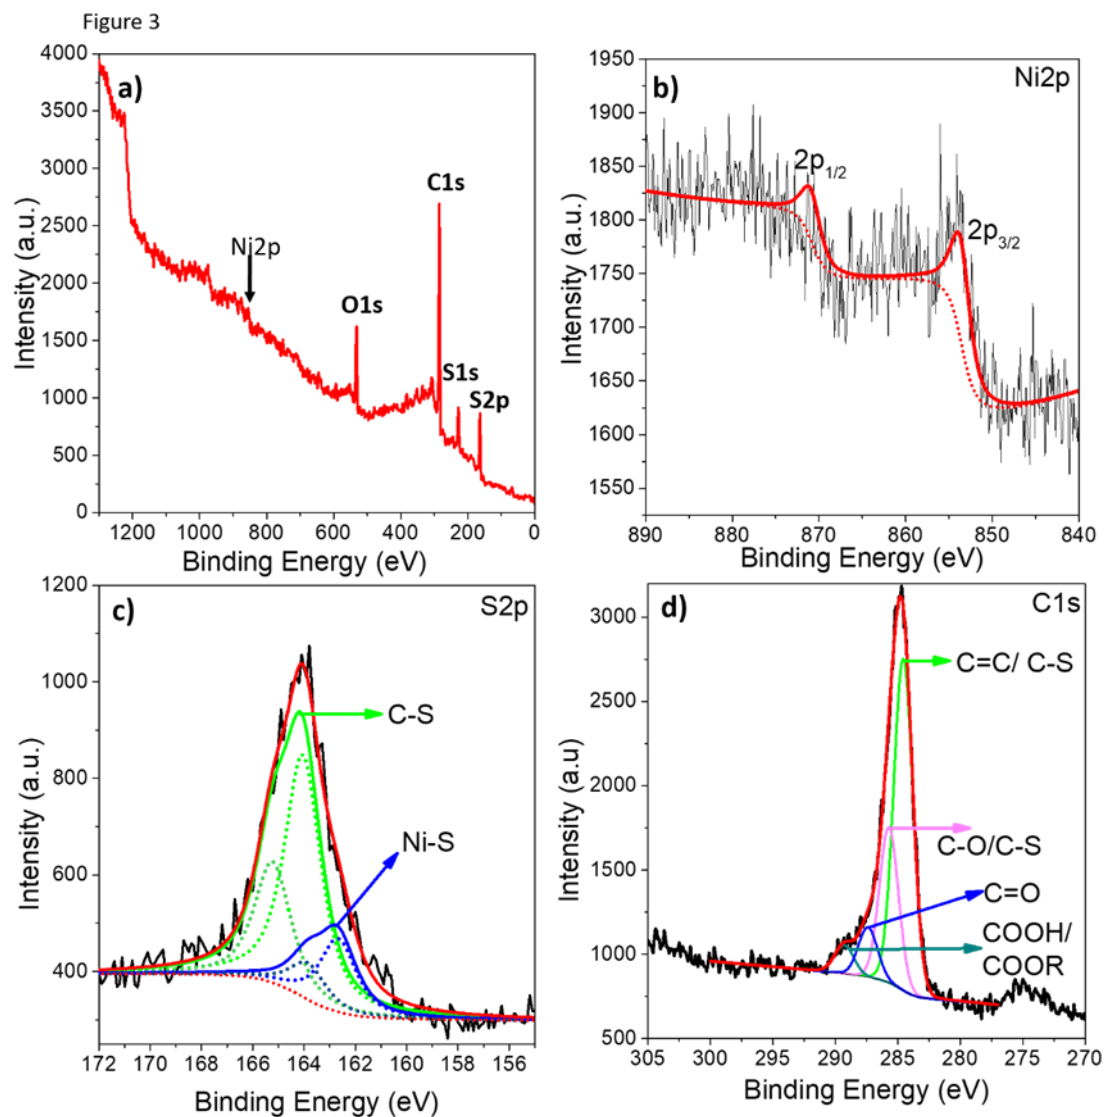 Figure 3
a)
4000
3500
3000
2500
2000
1500
1000
500
0
Intensity (a.u.)
Ni2p
O1s
C1s
S1s
S2p
1200 1000 800 600 400 200 0
Binding Energy (eV)
b)
Ni2p
1950
1900
1850
1800
1750
1700
1650
1600
1550
Intensity (a.u.)
2p1/2
2p3/2
890 880 870 860 850 840
Binding Energy (eV)
c)
S2p
1200
1000
800
600
400
Intensity (a.u.)
C-S
Ni-S
172 170 168 166 164 162 160 158 156
Binding Energy (eV)
d)
C1s
3000
2500
2000
1500
1000
500
Intensity (a.u)
C=C/ C-S
C-O/C-S
C=O
COOH/
COOR
305 300 295 290 285 280 275 270
Binding Energy (eV)